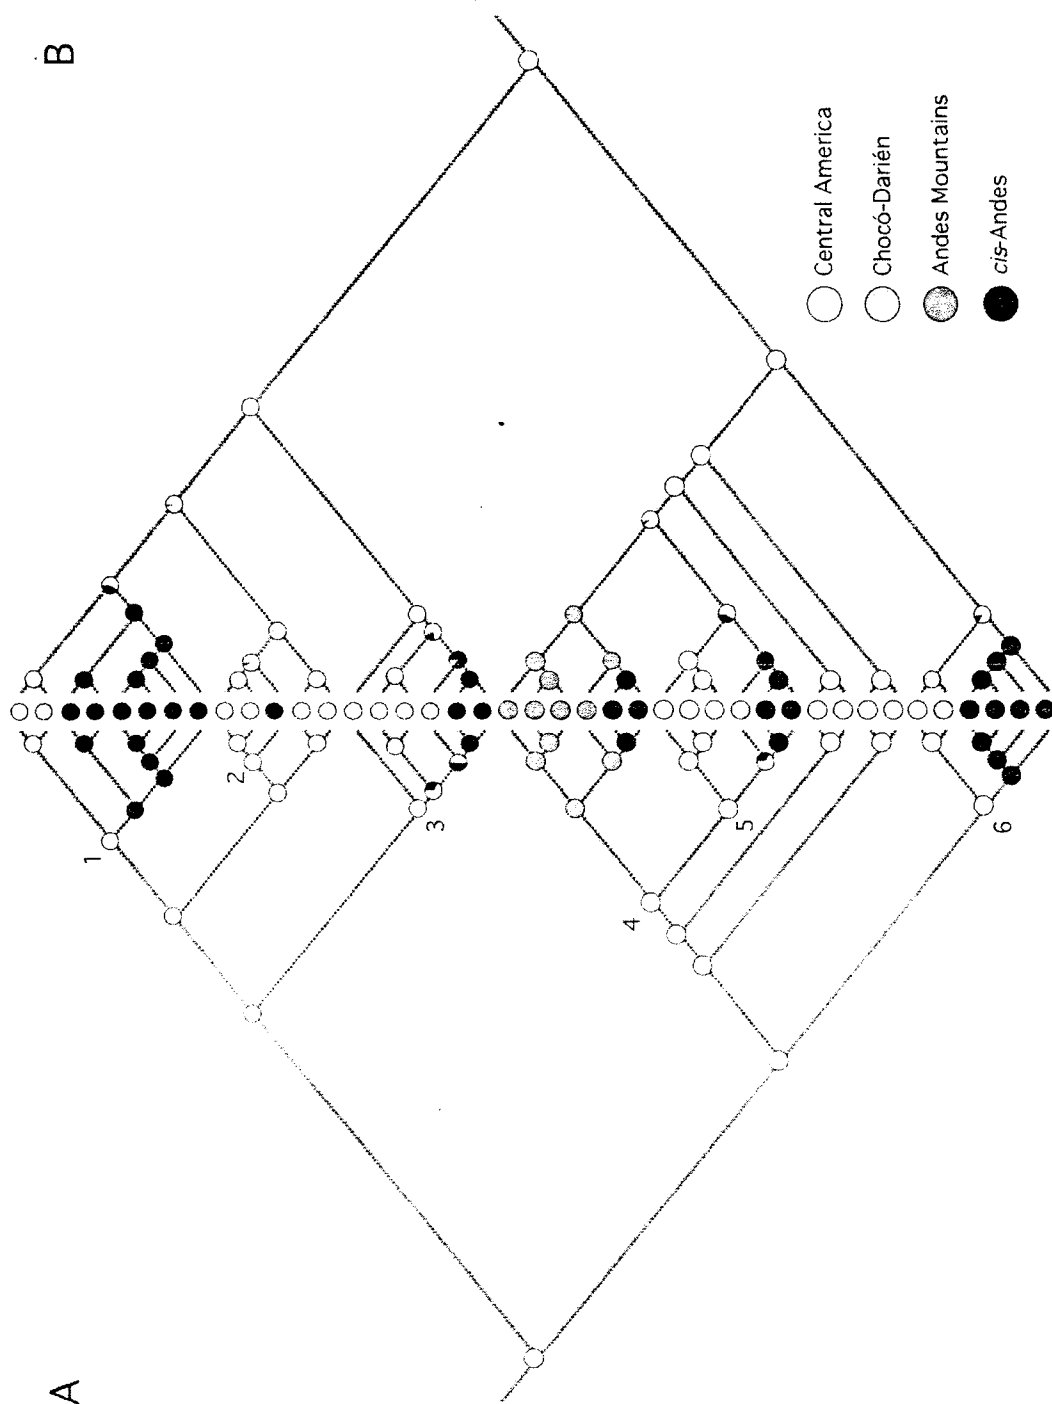 A
B
1
2
3
4
5
6
Central America
Chocó-Darién
Andes Mountains
cis-Andes